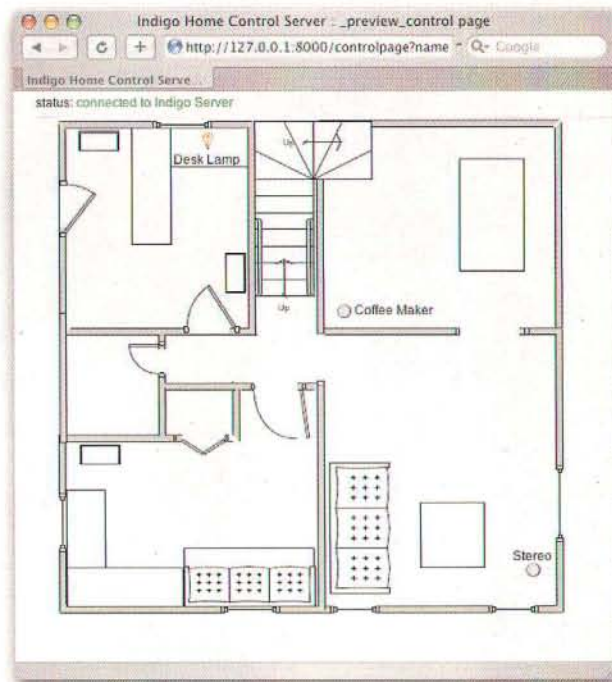 Indigo Home Control Server : _preview_control page
http://127.0.0.1:8000/controlpage?name
Google
Indigo Home Control Serve...
status: connected to Indigo Server
Up
Desk Lamp
Up
Coffee Maker
Stereo